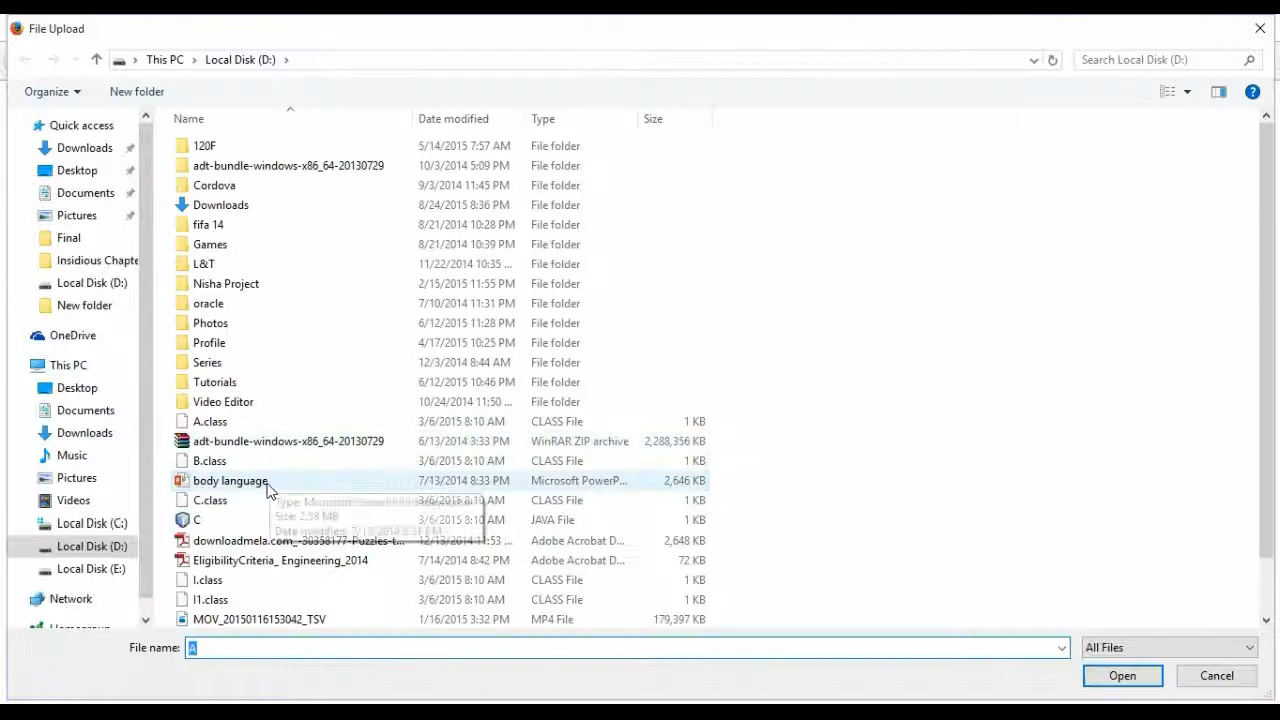 File Upload
This PC Local Disk (D:)
Search Local Disk (D:)
Organize New folder
Name Date modified Type Size
Quick access
Downloads
Desktop
Documents
Pictures
Final
Insidious Chapte
Local Disk (D:)
New folder
OneDrive
This PC
Desktop
Documents
Downloads
Music
Pictures
Videos
Local Disk (C:)
Local Disk (D:)
Local Disk (E:)
Network
Homegroup
120F 5/14/2015 7:57 AM File folder
adt-bundle-windows-x86_64-20130729 10/3/2014 5:09 PM File folder
Cordova 9/3/2014 11:45 PM File folder
Downloads 8/24/2015 8:36 PM File folder
fifa 14 8/21/2014 10:28 PM File folder
Games 8/21/2014 10:39 PM File folder
L&T 11/22/2014 10:35 ... File folder
Nisha Project 2/15/2015 11:55 PM File folder
oracle 7/10/2014 11:31 PM File folder
Photos 6/12/2015 11:28 PM File folder
Profile 4/17/2015 10:25 PM File folder
Series 12/3/2014 8:44 AM File folder
Tutorials 6/12/2015 10:46 PM File folder
Video Editor 10/24/2014 11:50 ... File folder
A.class 3/6/2015 8:10 AM CLASS File 1 KB
adt-bundle-windows-x86_64-20130729 6/13/2014 3:33 PM WinRAR ZIP archive 2,288,356 KB
B.class 3/6/2015 8:10 AM CLASS File 1 KB
body language 7/13/2014 8:33 PM Microsoft PowerP... 2,646 KB
C.class 3/6/2015 8:10 AM CLASS File 1 KB
Type: Microsoft
Size: 2.58 MB
Date modified:
C 3/6/2015 8:10 AM JAVA File 1 KB
downloadmela.com_-30358177-Puzzles-t... 12/13/2014 11:53 ... Adobe Acrobat D... 2,648 KB
EligibilityCriteria_ Engineering_2014 7/14/2014 8:42 PM Adobe Acrobat D... 72 KB
I.class 3/6/2015 8:10 AM CLASS File 1 KB
I1.class 3/6/2015 8:10 AM CLASS File 1 KB
MOV_20150116153042_TSV 1/16/2015 3:32 PM MP4 File 179,397 KB
File name: A All Files
Open Cancel